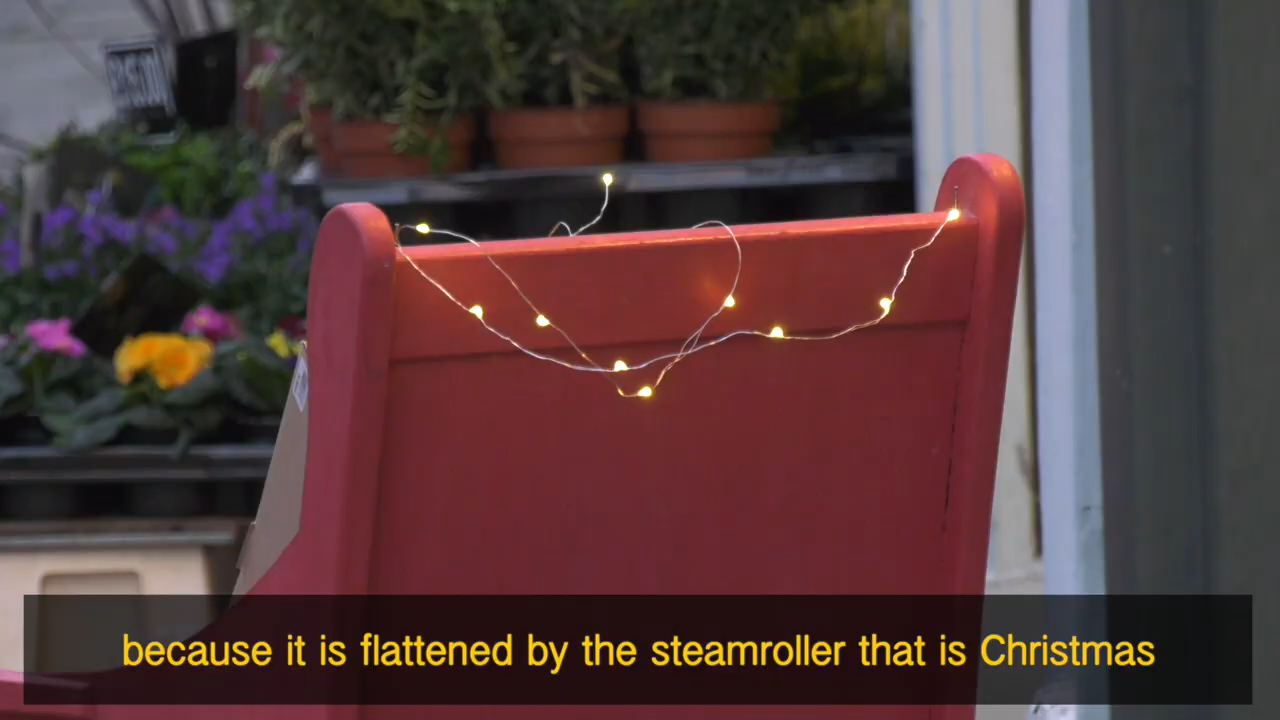 because it is flattened by the steamroller that is Christmas